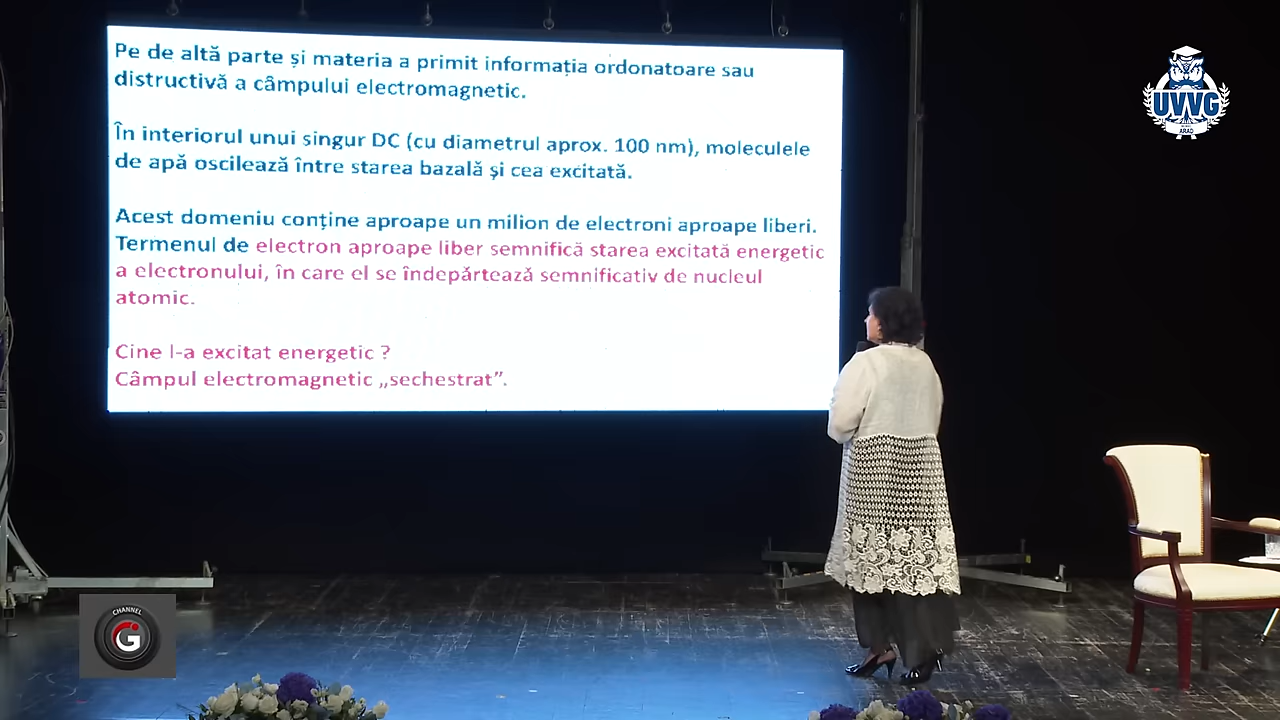 Pe de altă parte și materia a primit informația ordonatoare sau
distructivă a câmpului electromagnetic.
În interiorul unui singur DC (cu diametrul aprox. 100 nm), moleculele
de apă oscilează între starea bazală şi cea excitată.
Acest domeniu conține aproape un milion de electroni aproape liberi.
Termenul de electron aproape liber semnifică starea excitată energetic
a electronului, în care el se îndepărtează semnificativ de nucleul
atomic.
Cine l-a excitat energetic ?
Câmpul electromagnetic „sechestrat”.
UVVG
ARAD
CHANNEL
G